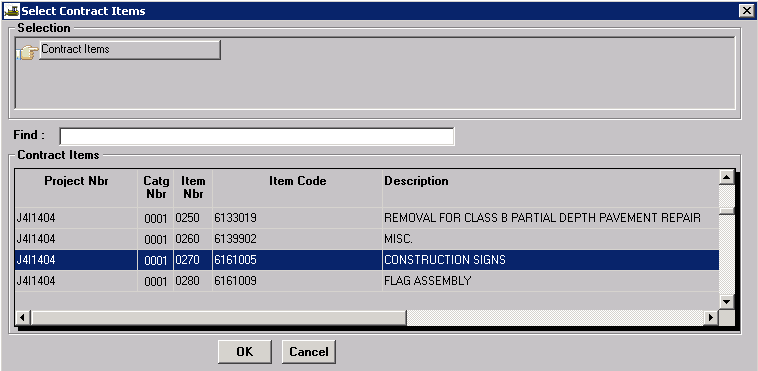 Select Contract Items
Selection
Contract Items
Find :
Contract Items
Project Nbr Catg Nbr Item Nbr Item Code Description
J4I1404 0001 0250 6133019 REMOVAL FOR CLASS B PARTIAL DEPTH PAVEMENT REPAIR
J4I1404 0001 0260 6139902 MISC.
J4I1404 0001 0270 6161005 CONSTRUCTION SIGNS
J4I1404 0001 0280 6161009 FLAG ASSEMBLY
OK Cancel